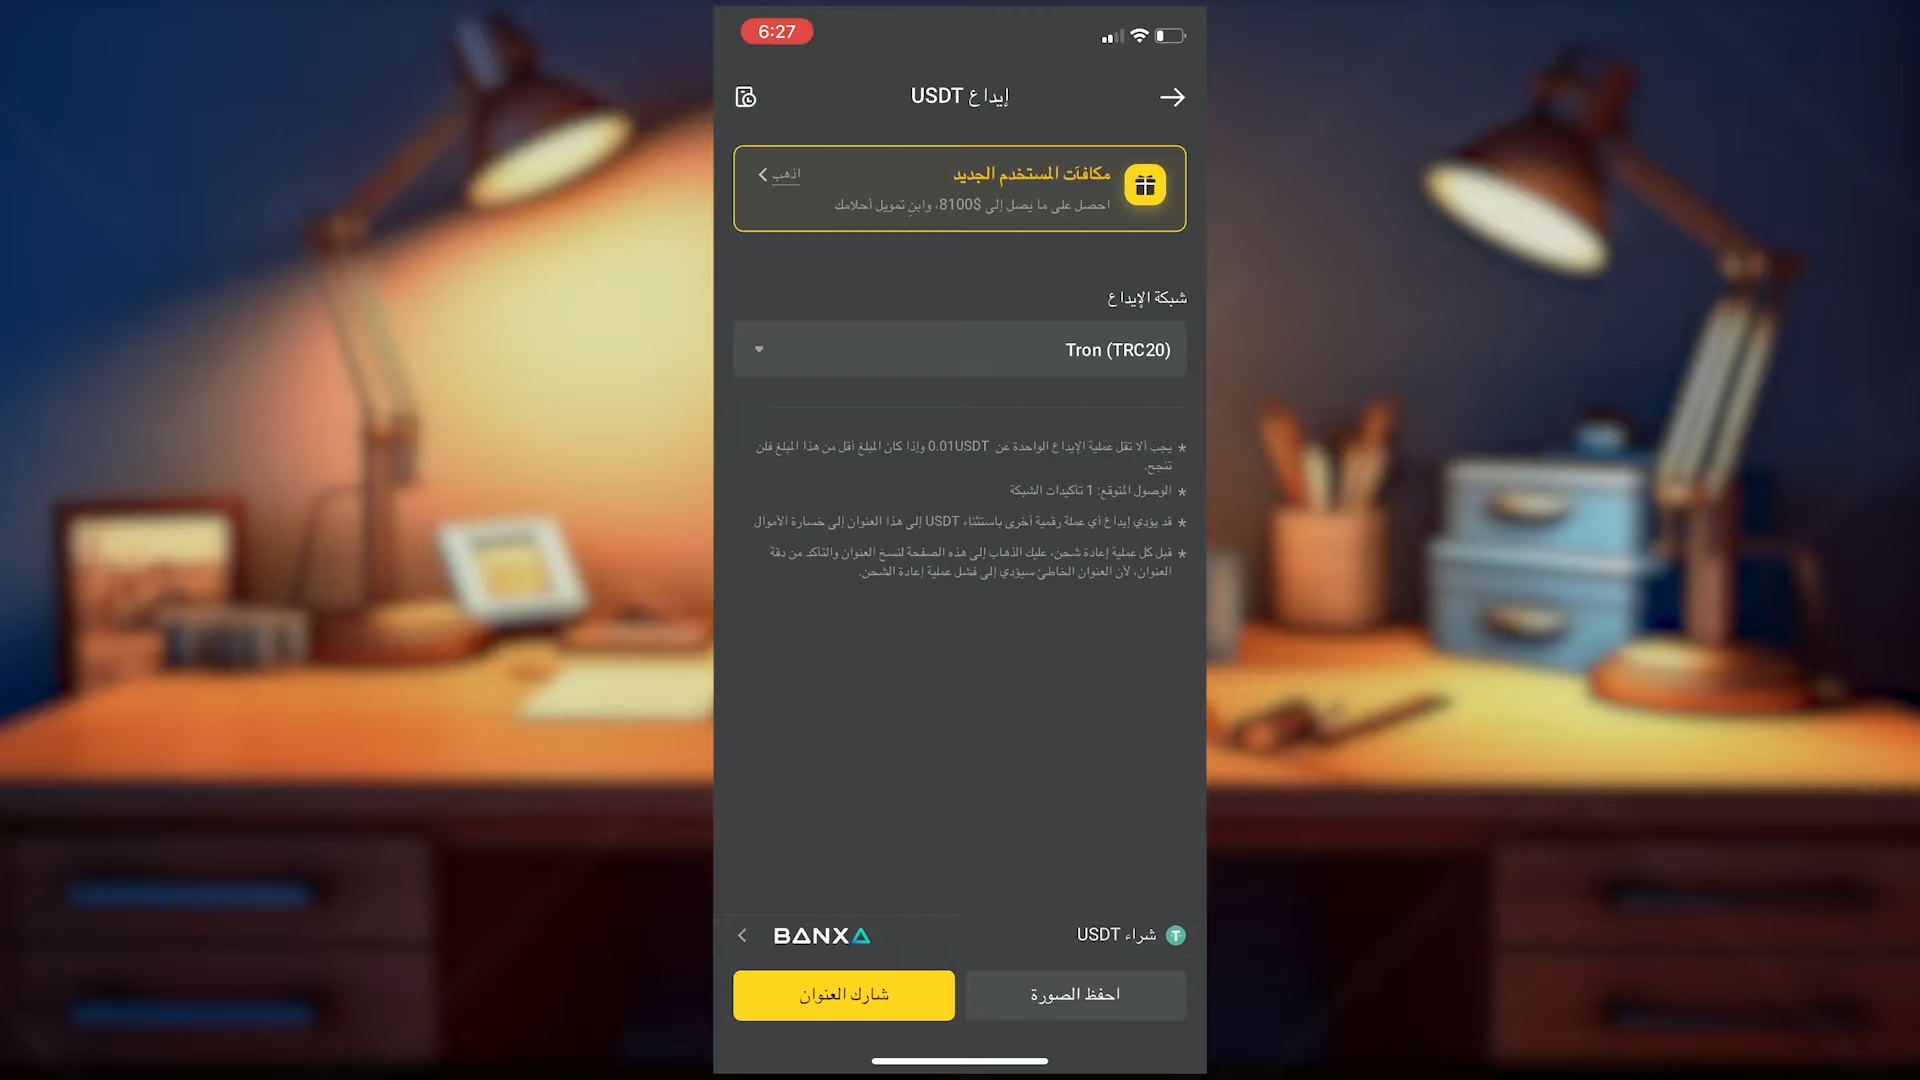 6:27
إيداع USDT
مكافآت المستخدم الجديد
اذهب
احصل على ما يصل إلى $8100، وابنِ تمويل أحلامك
شبكة الإيداع
Tron (TRC20)
* يجب ألا تقل عملية الإيداع الواحدة عن 0.01USDT وإذا كان المبلغ أقل من هذا المبلغ فلن
تنجح.
* الوصول المتوقع: 1 تأكيدات الشبكة
* قد يؤدي إيداع أي عملة رقمية أخرى باستثناء USDT إلى هذا العنوان إلى خسارة الأموال
* قبل كل عملية إعادة شحن، عليك الذهاب إلى هذه الصفحة لنسخ العنوان والتأكد من دقة
العنوان، لأن العنوان الخاطئ سيؤدي إلى فشل عملية إعادة الشحن.
شراء USDT
BANXA
احفظ الصورة
شارك العنوان